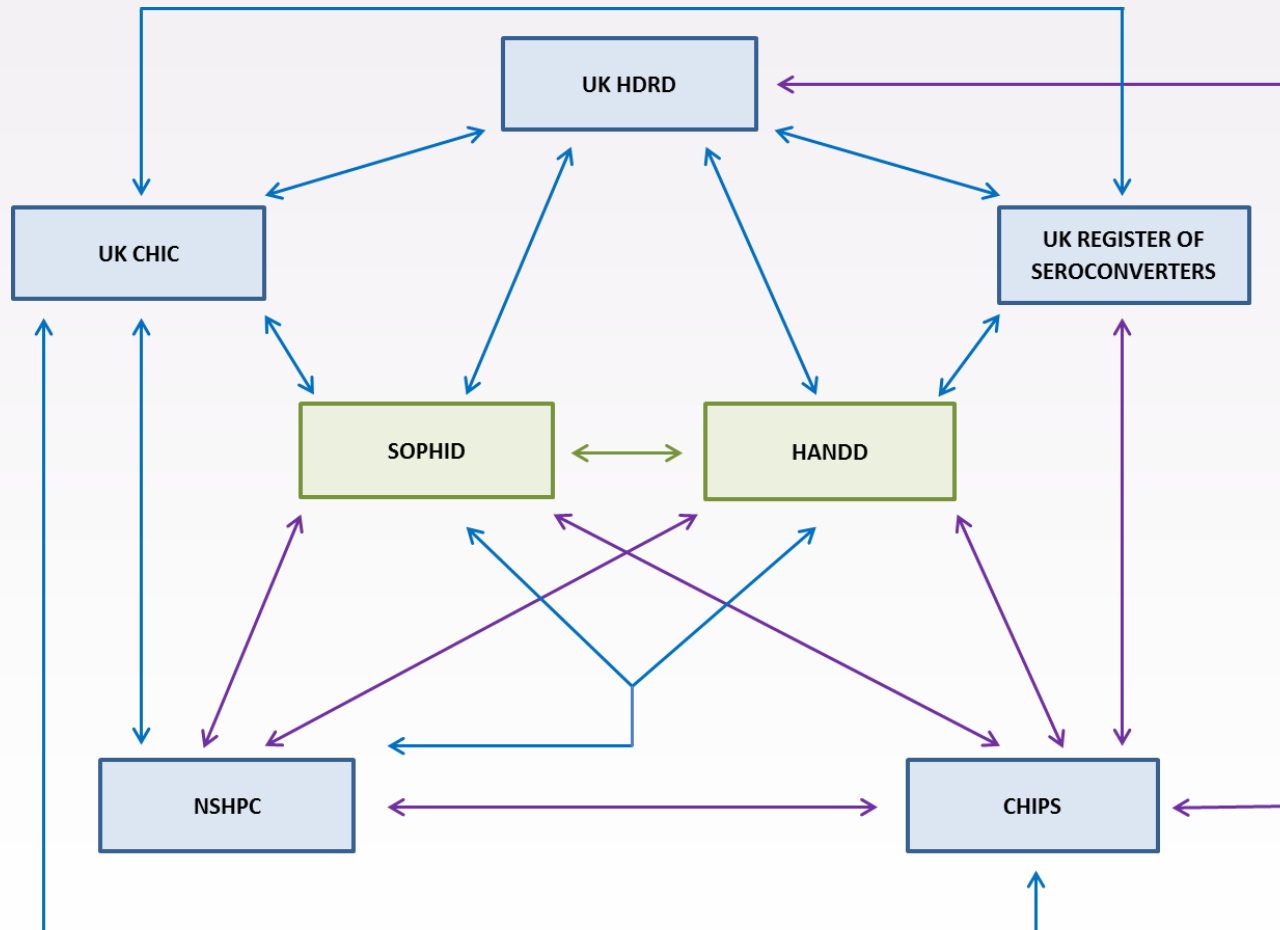 UK HDRD
UK CHIC
UK REGISTER OF
SEROCONVERTERS
SOPHID
HANDD
NSHPC
CHIPS